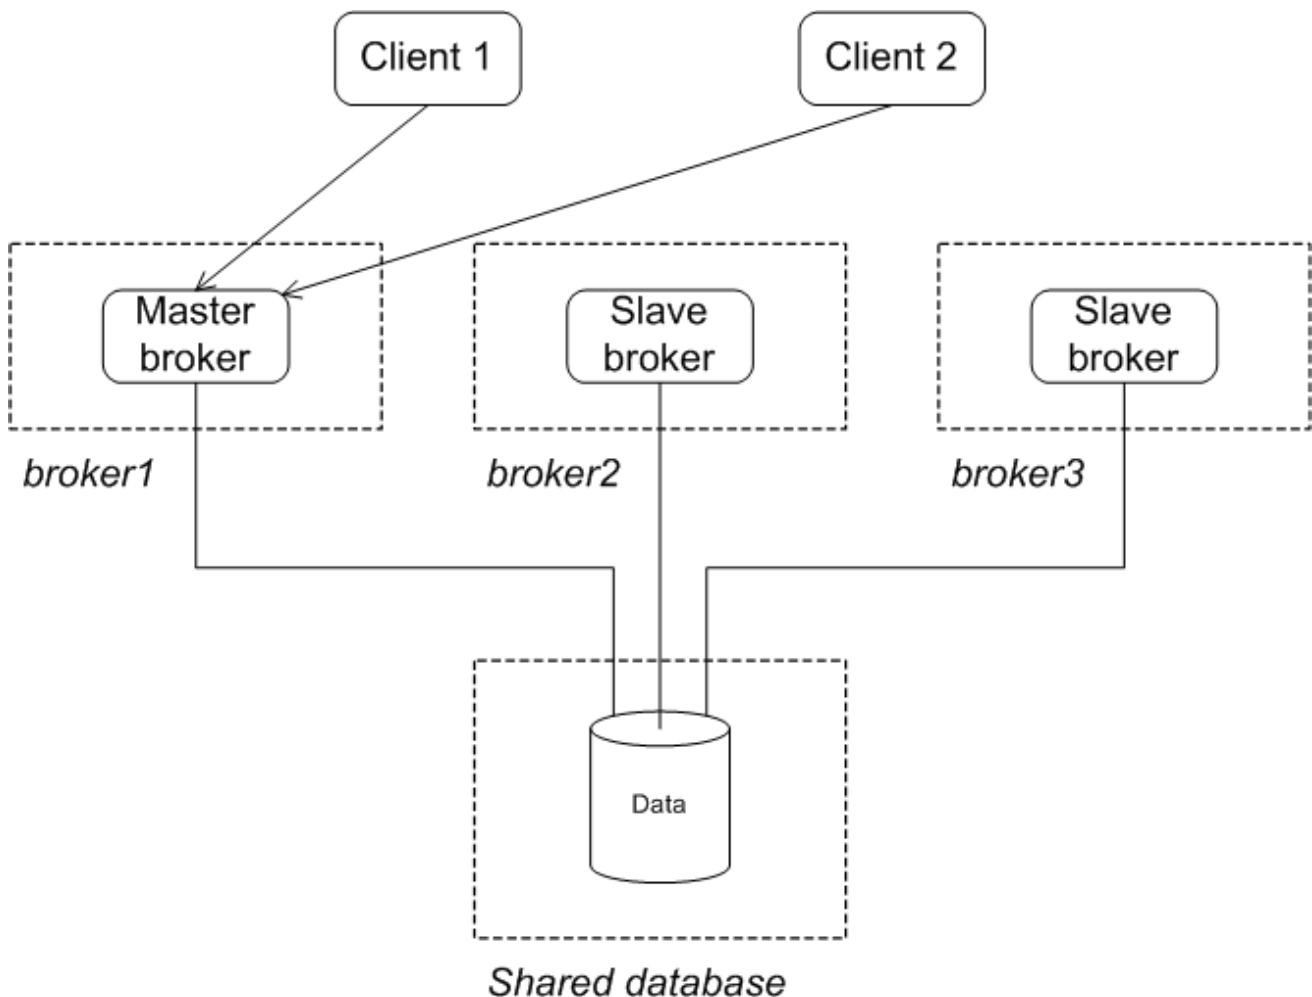 Client 1
Client 2
Master
broker
Slave
broker
Slave
broker
broker1
broker2
broker3
Data
Shared database